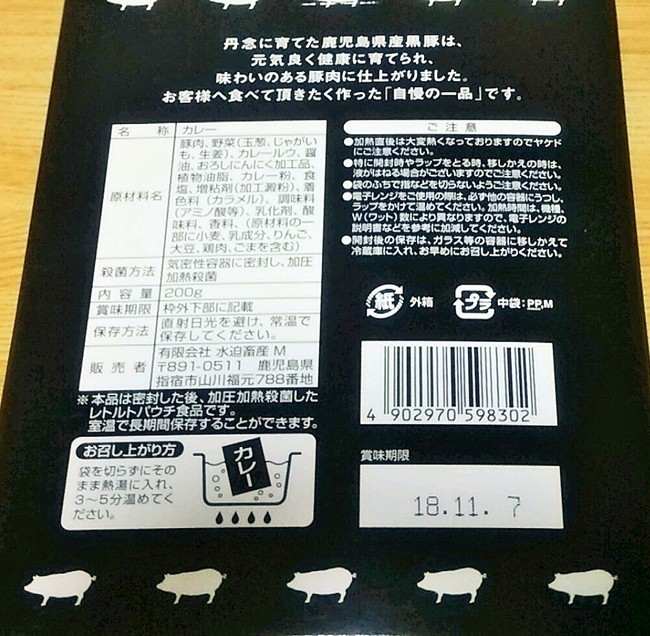 丹念に育てた鹿児島県産黒豚は、
元気良く健康に育てられ、
味わいのある豚肉に仕上がりました。
お客様へ食べて頂きたく作った「自慢の一品」です。
名称 カレー
原材料名
豚肉、野菜(玉葱、じゃがい
も、生姜)、カレールウ、醤
油、おろしにんにく加工品、
植物油脂、カレー粉、食
塩、増粘剤(加工澱粉)、着
色料(カラメル)、調味料
(アミノ酸等)、乳化剤、酸
味料、香料、(原材料の一
部に小麦、乳成分、りんご、
大豆、鶏肉、ごまを含む)
殺菌方法
気密性容器に密封し、加圧
加熱殺菌
内容量 200g
賞味期限 枠外下部に記載
保存方法
直射日光を避け、常温で
保存してください。
販売者
有限会社 水迫畜産 M
〒891-0511 鹿児島県
指宿市山川福元788番地
※本品は密封した後、加圧加熱殺菌した
レトルトパウチ食品です。
室温で長期間保存することができます。
お召し上がり方
袋を切らずにその
まま熱湯に入れ、
3〜5分温めてく
ださい。
カレー
ご注意
●加熱直後は大変熱くなっておりますのでヤケド
にご注意ください。
●特に開封時やラップをとる時、移しかえの時は、
液がはねる場合がございますのでご注意ください。
●袋のふちで指などを切らないようご注意ください。
●電子レンジをご使用の際は、必ず他の容器にうつし、
ラップをかけて温めてください。加熱時間は、機種、
W(ワット)数により異なりますので、電子レンジの
説明書などを参考に加減してください。
●開封後の保存は、ガラス等の容器に移しかえて
冷蔵庫に入れ、お早めにお召し上がりください。
紙 外箱
プラ 中袋:PP,M
4 902970 598302
賞味期限
18.11. 7